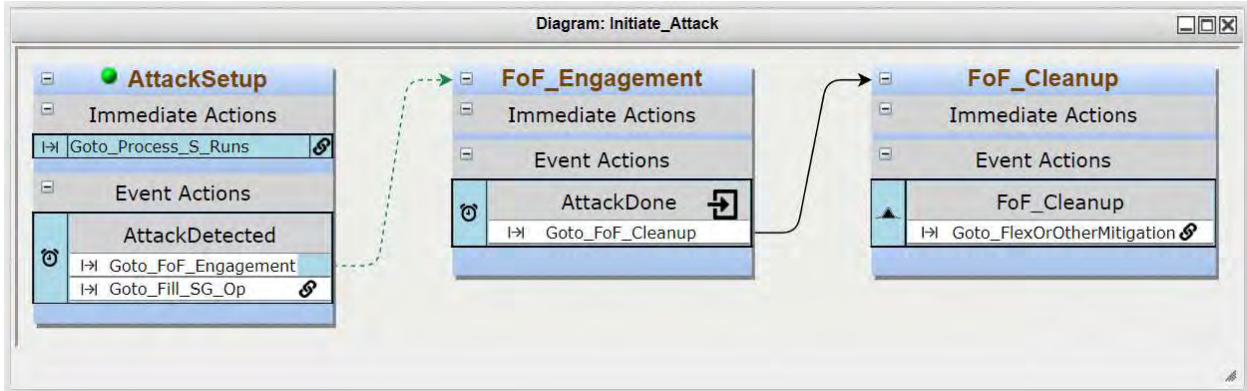 Diagram: Initiate_Attack
AttackSetup
Immediate Actions
Goto_Process_S_Runs
Event Actions
AttackDetected
Goto_FoF_Engagement
Goto_Fill_SG_Op
FoF_Engagement
Immediate Actions
Event Actions
AttackDone
Goto_FoF_Cleanup
FoF_Cleanup
Immediate Actions
Event Actions
FoF_Cleanup
Goto_FlexOrOtherMitigation